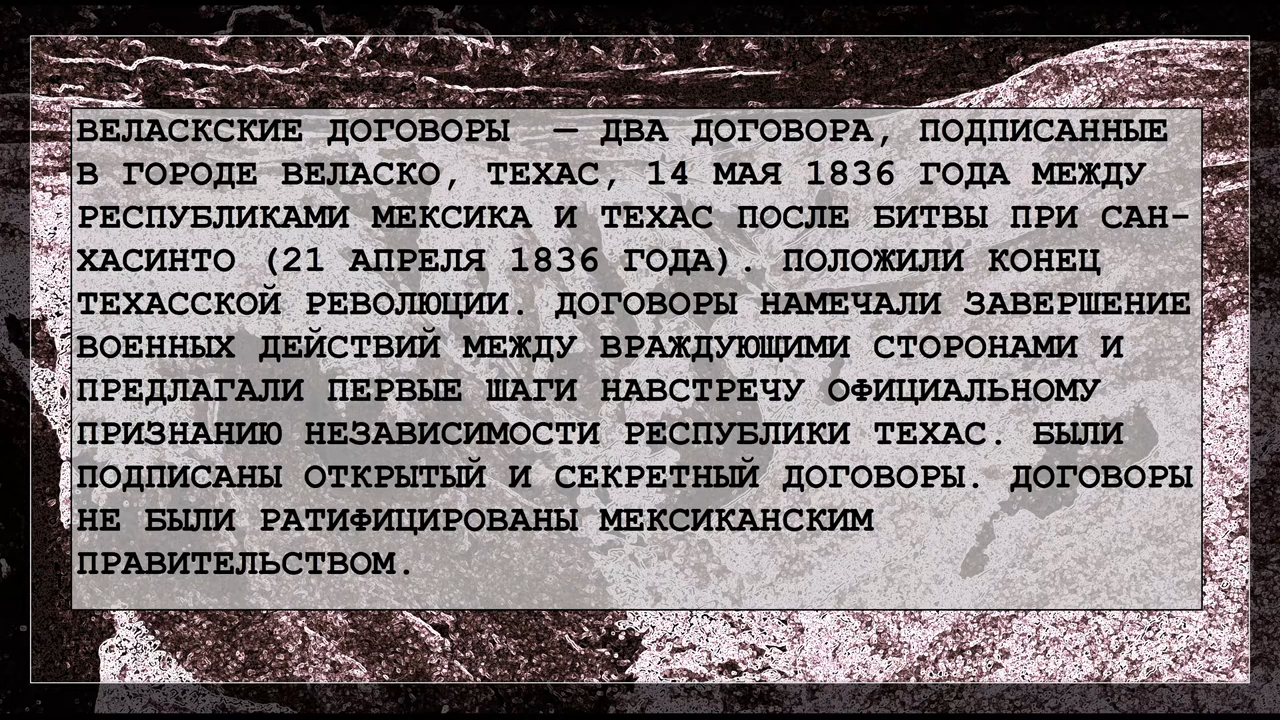 ВЕЛАСКСКИЕ ДОГОВОРЫ — ДВА ДОГОВОРА, ПОДПИСАННЫЕ
В ГОРОДЕ ВЕЛАСКО, ТЕХАС, 14 МАЯ 1836 ГОДА МЕЖДУ
РЕСПУБЛИКАМИ МЕКСИКА И ТЕХАС ПОСЛЕ БИТВЫ ПРИ САН-
ХАСИНТО (21 АПРЕЛЯ 1836 ГОДА). ПОЛОЖИЛИ КОНЕЦ
ТЕХАССКОЙ РЕВОЛЮЦИИ. ДОГОВОРЫ НАМЕЧАЛИ ЗАВЕРШЕНИЕ
ВОЕННЫХ ДЕЙСТВИЙ МЕЖДУ ВРАЖДУЮЩИМИ СТОРОНАМИ И
ПРЕДЛАГАЛИ ПЕРВЫЕ ШАГИ НАВСТРЕЧУ ОФИЦИАЛЬНОМУ
ПРИЗНАНИЮ НЕЗАВИСИМОСТИ РЕСПУБЛИКИ ТЕХАС. БЫЛИ
ПОДПИСАНЫ ОТКРЫТЫЙ И СЕКРЕТНЫЙ ДОГОВОРЫ. ДОГОВОРЫ
НЕ БЫЛИ РАТИФИЦИРОВАНЫ МЕКСИКАНСКИМ
ПРАВИТЕЛЬСТВОМ.